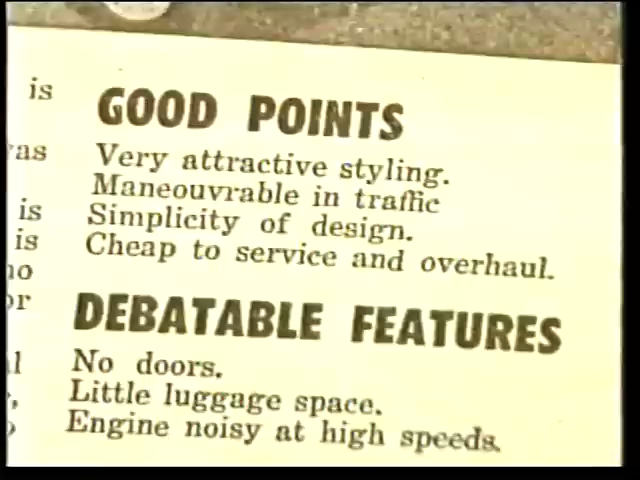 is
as
is
is
no
or
GOOD POINTS
Very attractive styling.
Maneouvrable in traffic
Simplicity of design.
Cheap to service and overhaul.
DEBATABLE FEATURES
No doors.
Little luggage space.
Engine noisy at high speeds.